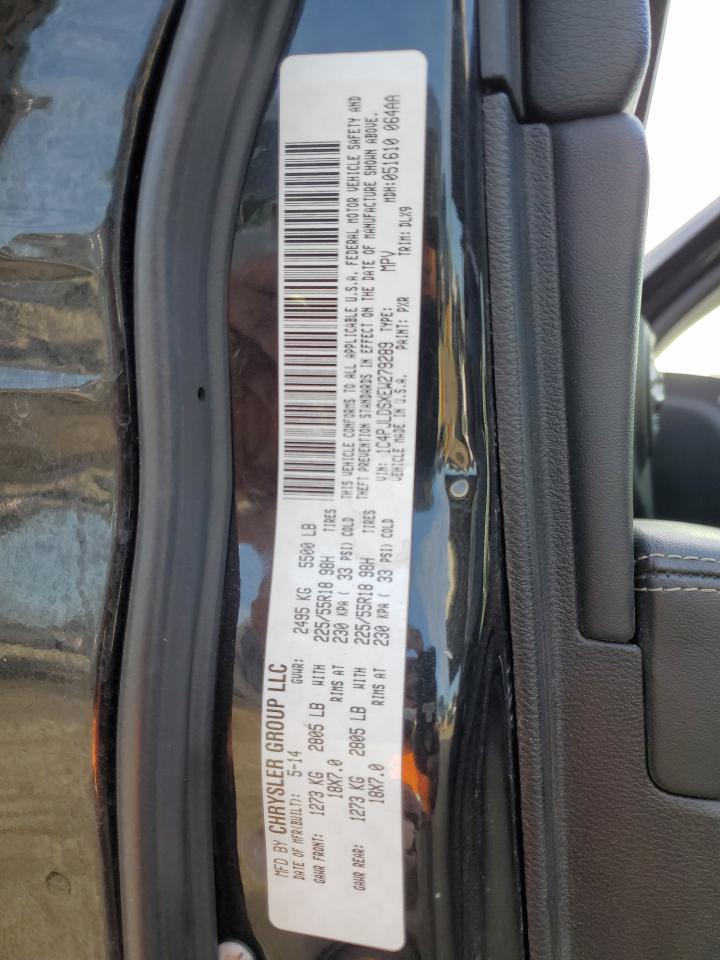 MFD BY CHRYSLER GROUP LLC
DATE OF MFR(BUILT): 5-14 GVWR: 2495 KG 5500 LB
GAWR FRONT: 1273 KG 2805 LB WITH 225/55R18 98H TIRES
18X7.0 RIMS AT 230 KPA ( 33 PSI) COLD
GAWR REAR: 1273 KG 2805 LB WITH 225/55R18 98H TIRES
18X7.0 RIMS AT 230 KPA ( 33 PSI) COLD
THIS VEHICLE CONFORMS TO ALL APPLICABLE U.S.A. FEDERAL MOTOR VEHICLE SAFETY AND
THEFT PREVENTION STANDARDS IN EFFECT ON THE DATE OF MANUFACTURE SHOWN ABOVE.
VIN: 1C4PJLDSXEW279289 TYPE: MPV MDH:051610 064AA
VEHICLE MADE IN U.S.A. PAINT: PXR TRIM: DLX9